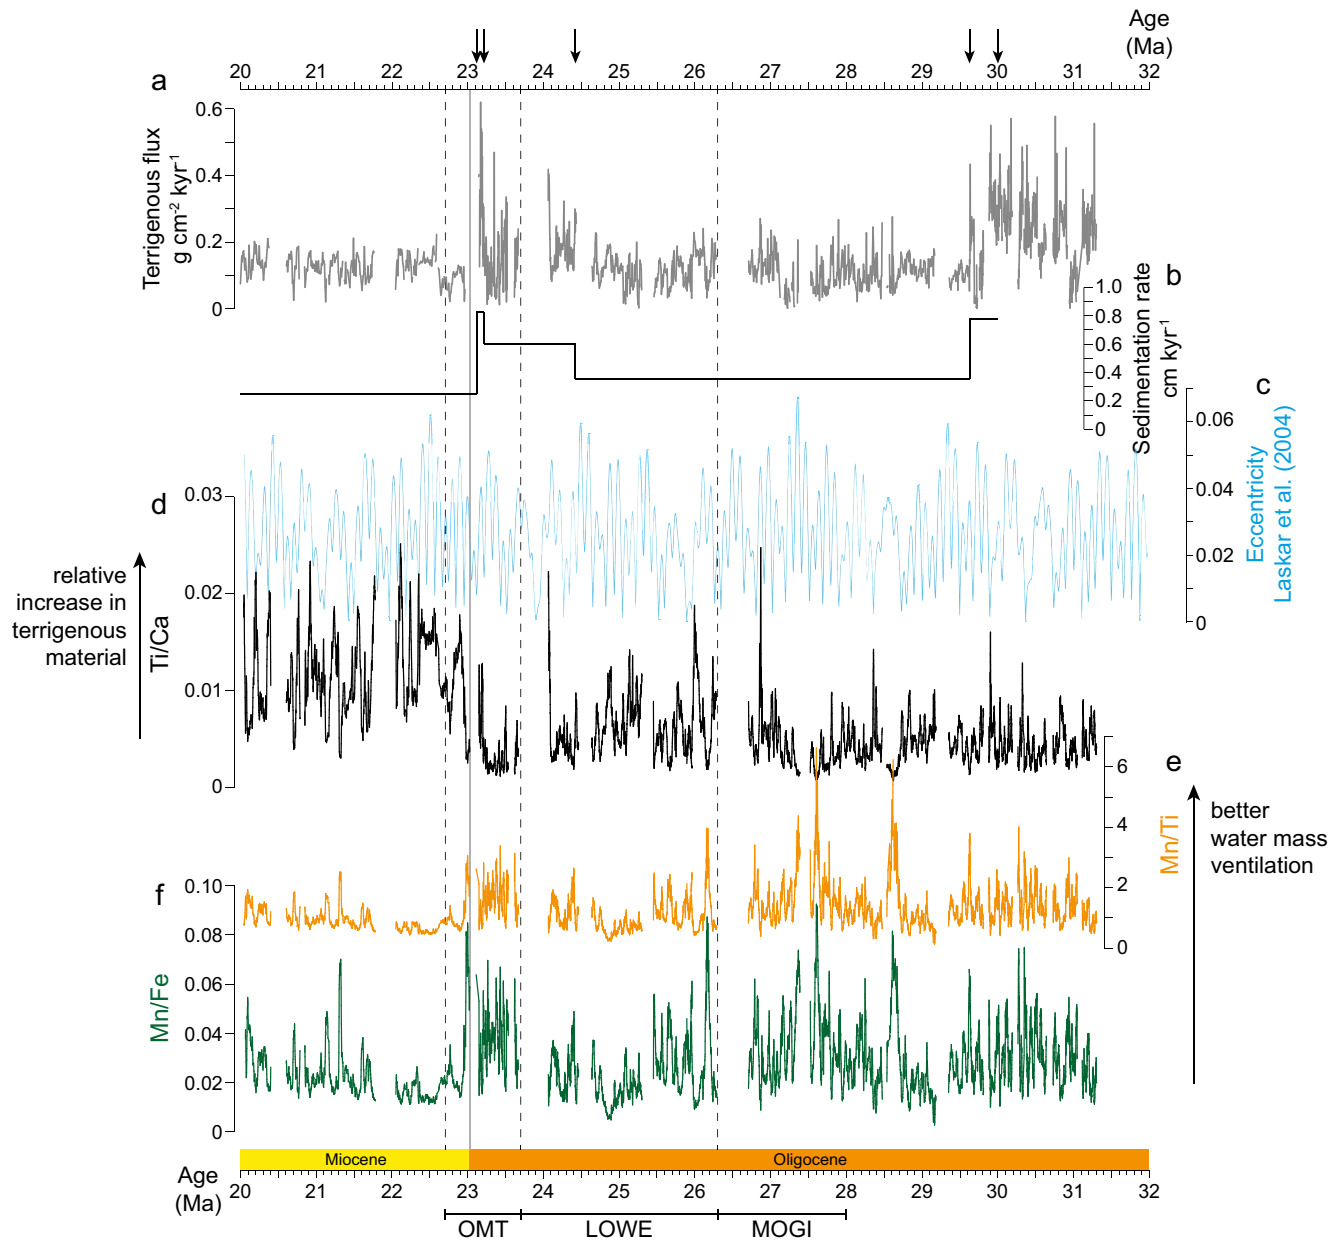 Age
(Ma)
20 21 22 23 24 25 26 27 28 29 30 31 32
a
0.6
0.4
0.2
0
Terrigenous flux
g cm-2 kyr-1
b
1.0
0.8
0.6
0.4
0.2
0
Sedimentation rate
cm kyr-1
c
0.06
0.04
0.02
0
Eccentricity
Laskar et al. (2004)
d
0.03
0.02
0.01
0
Ti/Ca
relative
increase in
terrigenous
material
e
6
4
2
0
Mn/Ti
better
water mass
ventilation
f
0.10
0.08
0.06
0.04
0.02
0
Mn/Fe
Miocene
Oligocene
Age
(Ma)
20 21 22 23 24 25 26 27 28 29 30 31 32
OMT
LOWE
MOGI